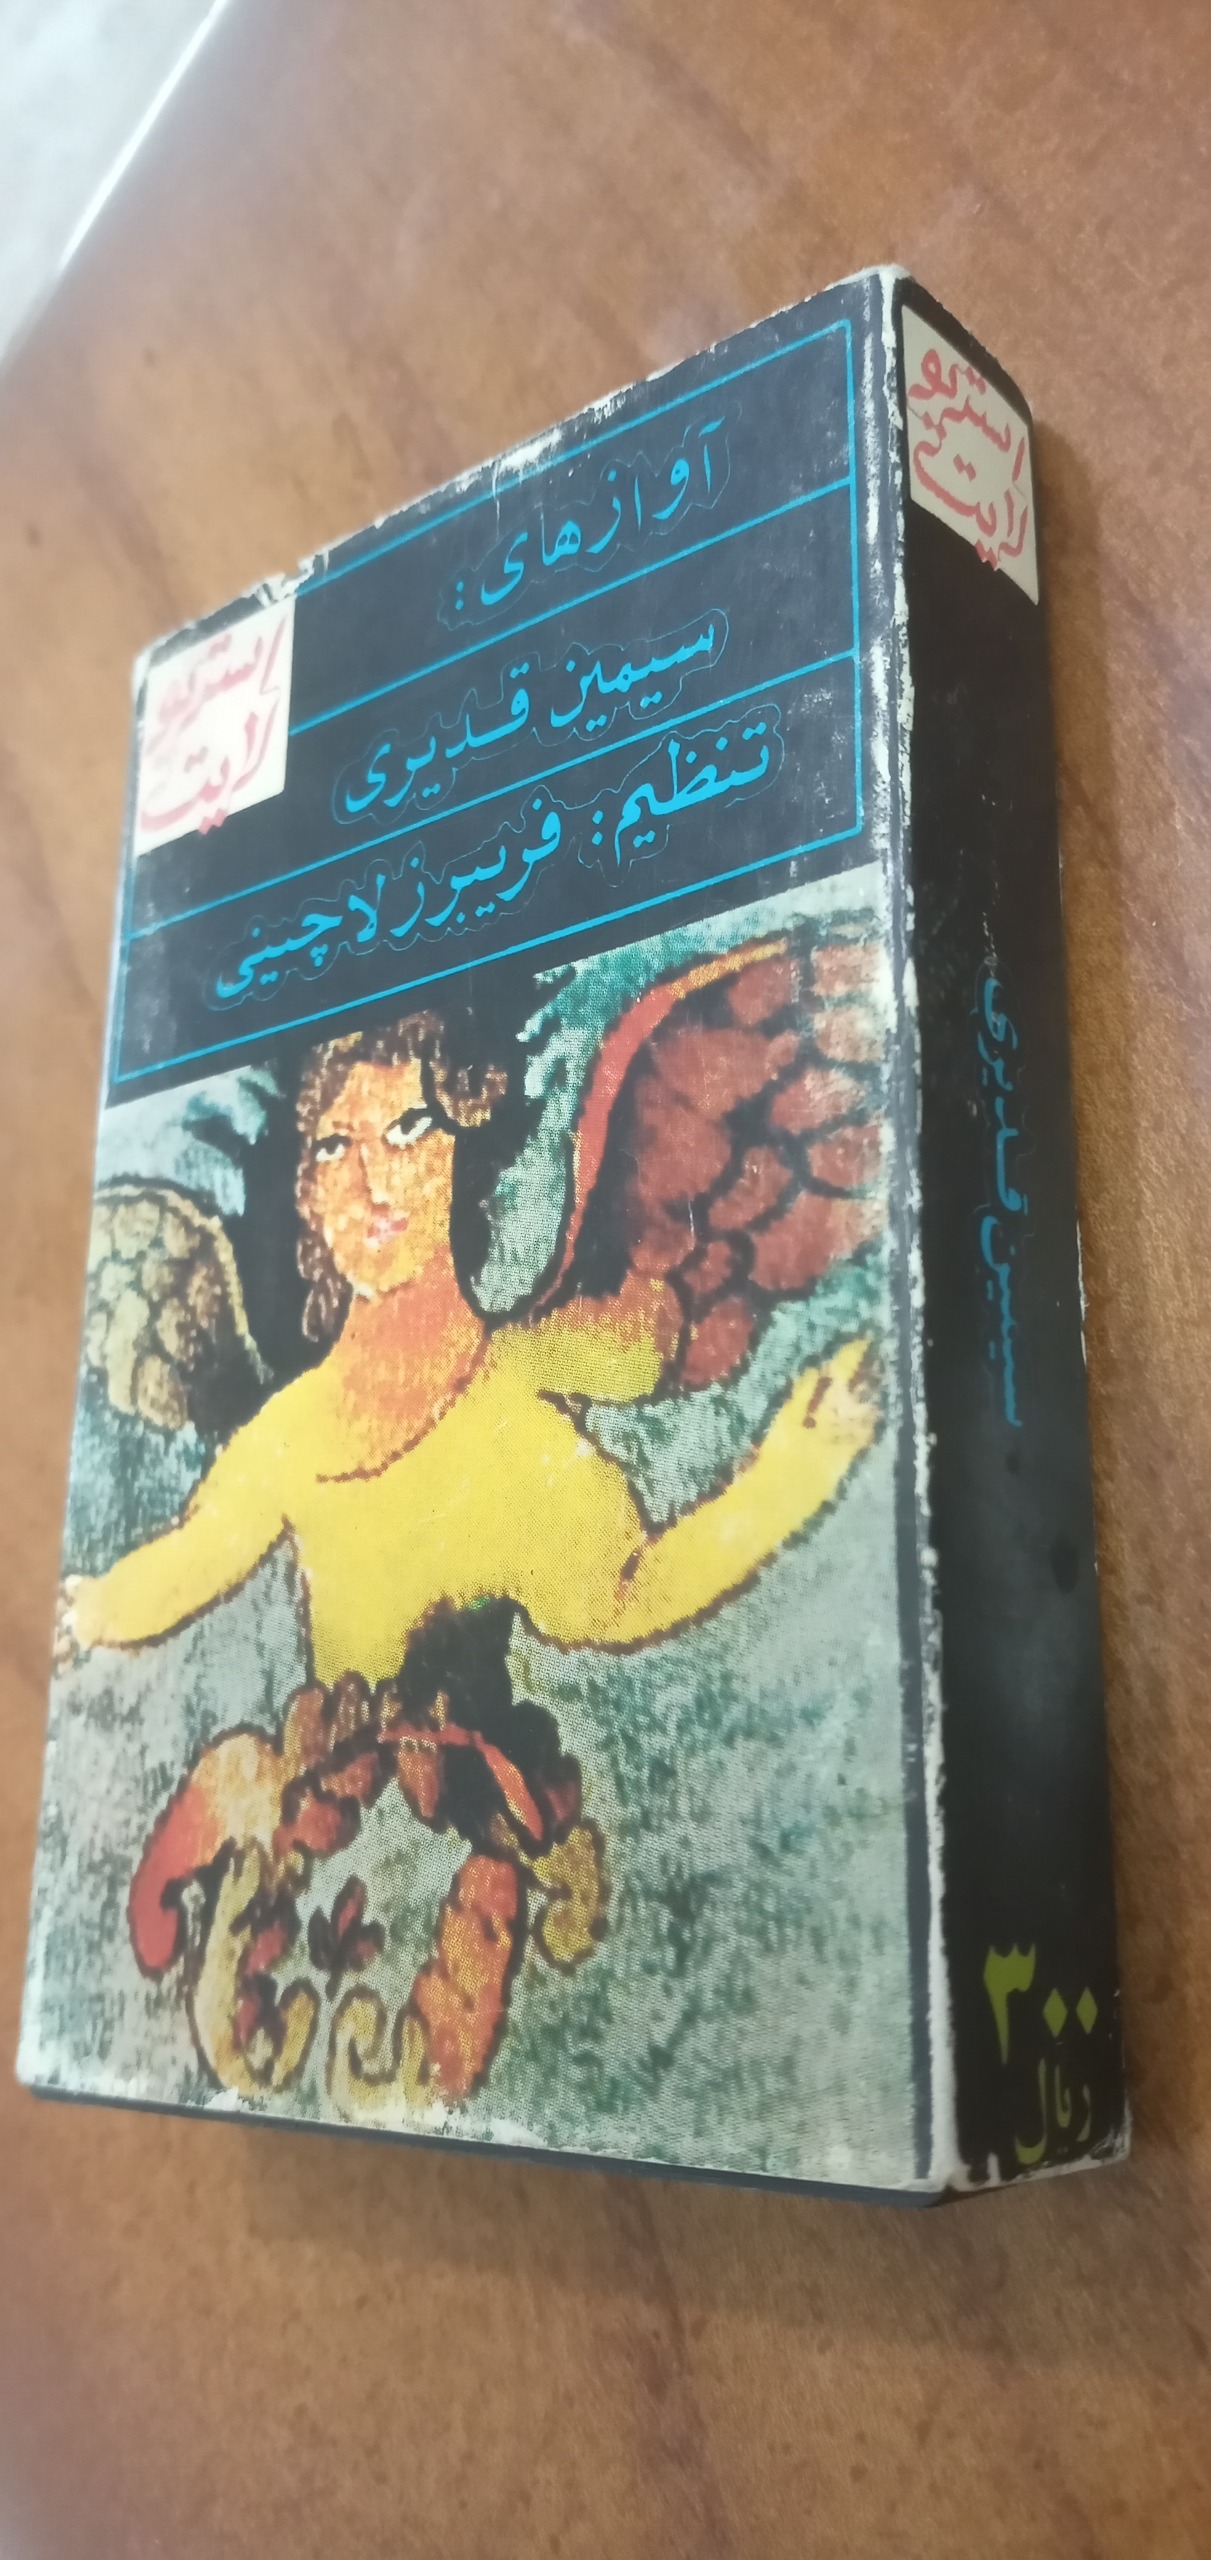 آوازهای :
سیمین قدیری
تنظیم : فریبرز لاچینی
استریو
لایت
استریو
لایت
سیمین قدیری
۳۰۰
ریال